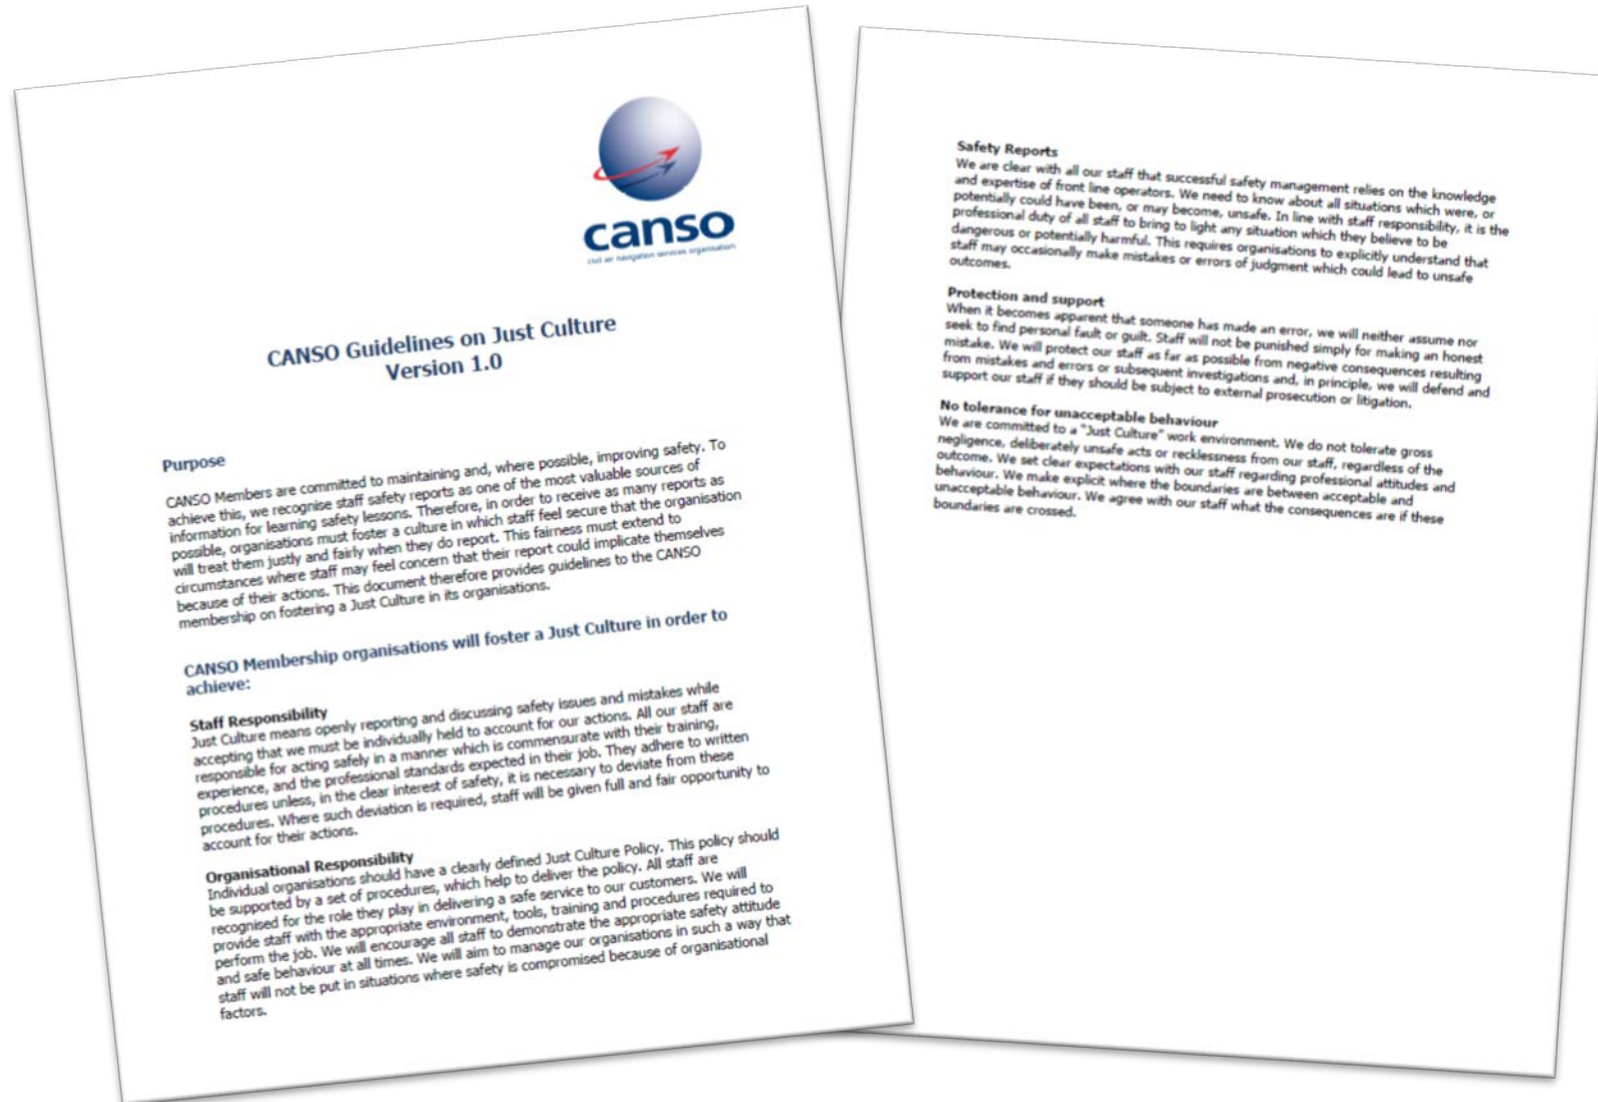 canso
civil air navigation services organisation
CANSO Guidelines on Just Culture
Version 1.0
Purpose
CANSO Members are committed to maintaining and, where possible, improving safety. To
achieve this, we recognise staff safety reports as one of the most valuable sources of
information for learning safety lessons. Therefore, in order to receive as many reports as
possible, organisations must foster a culture in which staff feel secure that the organisation
will treat them justly and fairly when they do report. This fairness must extend to
circumstances where staff may feel concern that their report could implicate themselves
because of their actions. This document therefore provides guidelines to the CANSO
membership on fostering a Just Culture in its organisations.
CANSO Membership organisations will foster a Just Culture in order to
achieve:
Staff Responsibility
Just Culture means openly reporting and discussing safety issues and mistakes while
accepting that we must be individually held to account for our actions. All our staff are
responsible for acting safely in a manner which is commensurate with their training,
experience, and the professional standards expected in their job. They adhere to written
procedures unless, in the clear interest of safety, it is necessary to deviate from these
procedures. Where such deviation is required, staff will be given full and fair opportunity to
account for their actions.
Organisational Responsibility
Individual organisations should have a clearly defined Just Culture Policy. This policy should
be supported by a set of procedures, which help to deliver the policy. All staff are
recognised for the role they play in delivering a safe service to our customers. We will
provide staff with the appropriate environment, tools, training and procedures required to
perform the job. We will encourage all staff to demonstrate the appropriate safety attitude
and safe behaviour at all times. We will aim to manage our organisations in such a way that
staff will not be put in situations where safety is compromised because of organisational
factors.
Safety Reports
We are clear with all our staff that successful safety management relies on the knowledge
and expertise of front line operators. We need to know about all situations which were, or
potentially could have been, or may become, unsafe. In line with staff responsibility, it is the
professional duty of all staff to bring to light any situation which they believe to be
dangerous or potentially harmful. This requires organisations to explicitly understand that
staff may occasionally make mistakes or errors of judgment which could lead to unsafe
outcomes.
Protection and support
When it becomes apparent that someone has made an error, we will neither assume nor
seek to find personal fault or guilt. Staff will not be punished simply for making an honest
mistake. We will protect our staff as far as possible from negative consequences resulting
from mistakes and errors or subsequent investigations and, in principle, we will defend and
support our staff if they should be subject to external prosecution or litigation.
No tolerance for unacceptable behaviour
We are committed to a "Just Culture" work environment. We do not tolerate gross
negligence, deliberately unsafe acts or recklessness from our staff, regardless of the
outcome. We set clear expectations with our staff regarding professional attitudes and
behaviour. We make explicit where the boundaries are between acceptable and
unacceptable behaviour. We agree with our staff what the consequences are if these
boundaries are crossed.